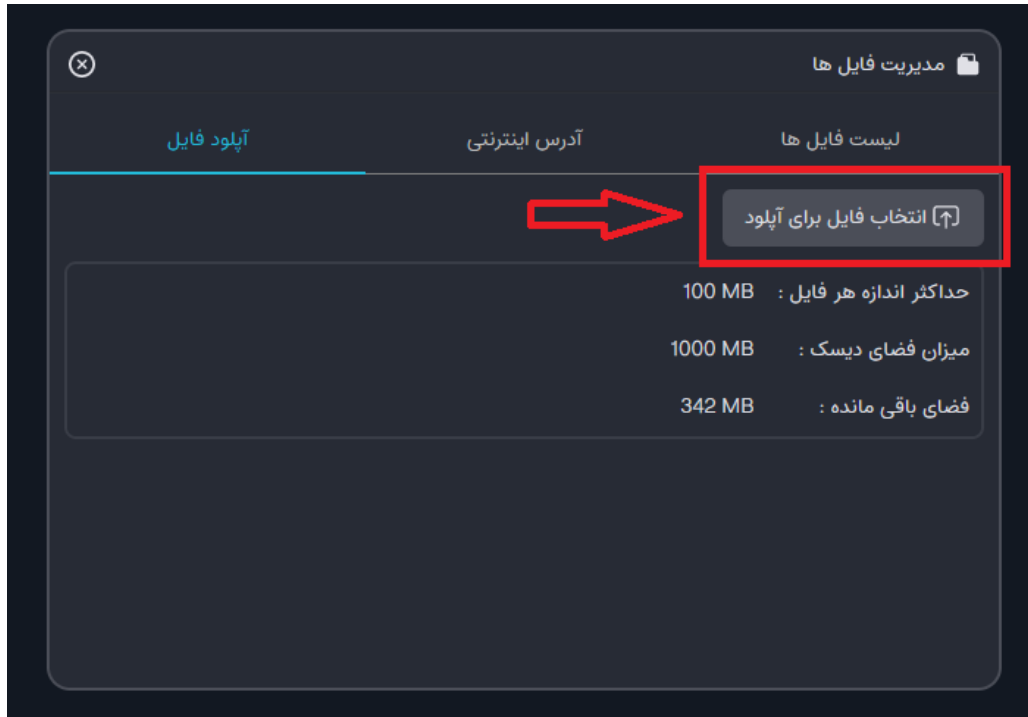 مدیریت فایل ها
لیست فایل ها
آدرس اینترنتی
آپلود فایل
انتخاب فایل برای آپلود
حداکثر اندازه هر فایل : 100 MB
میزان فضای دیسک : 1000 MB
فضای باقی مانده : 342 MB